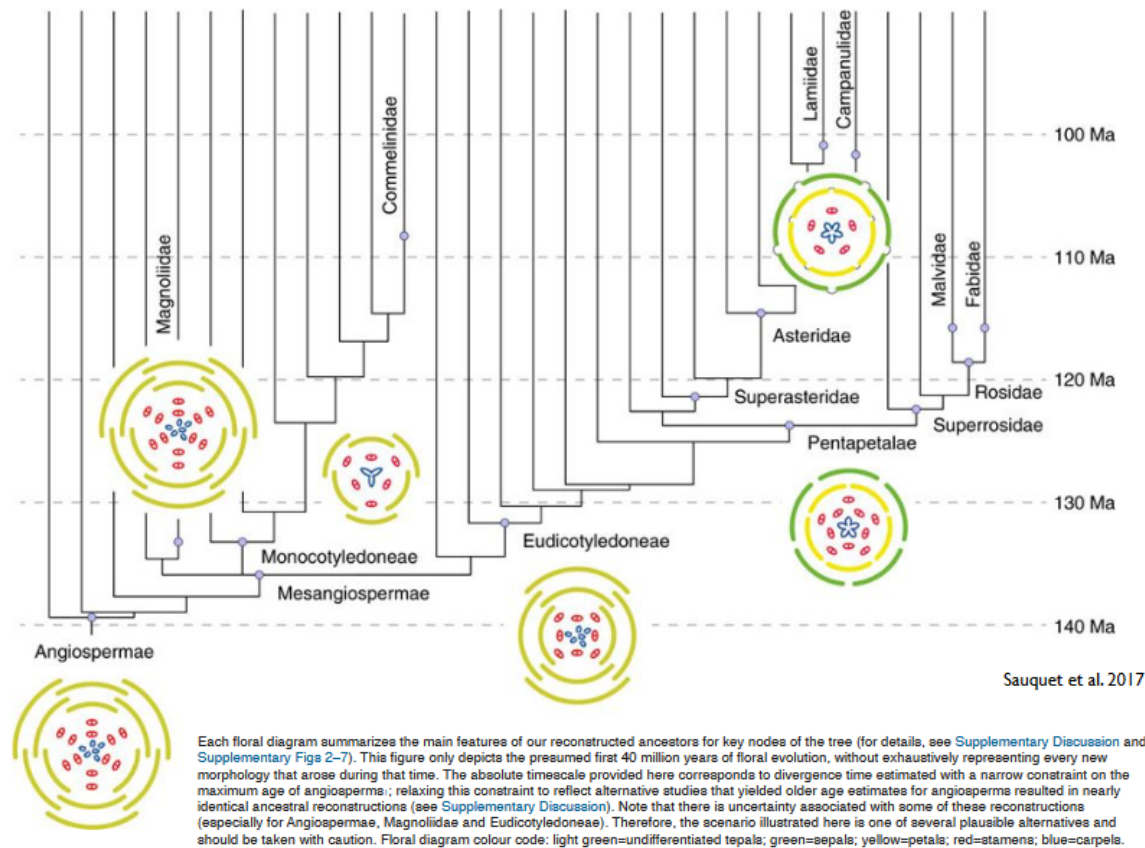 Lamiidae
Campanulidae
100 Ma
Commelinidae
Magnoliidae
110 Ma
Malvidae
Fabidae
Asteridae
120 Ma
Rosidae
Superasteridae
Superrosidae
Pentapetalae
130 Ma
Eudicotyledoneae
Monocotyledoneae
Mesangiospermae
140 Ma
Angiospermae
Sauquet et al. 2017
Each floral diagram summarizes the main features of our reconstructed ancestors for key nodes of the tree (for details, see Supplementary Discussion and
Supplementary Figs 2–7). This figure only depicts the presumed first 40 million years of floral evolution, without exhaustively representing every new
morphology that arose during that time. The absolute timescale provided here corresponds to divergence time estimated with a narrow constraint on the
maximum age of angiosperms; relaxing this constraint to reflect alternative studies that yielded older age estimates for angiosperms resulted in nearly
identical ancestral reconstructions (see Supplementary Discussion). Note that there is uncertainty associated with some of these reconstructions
(especially for Angiospermae, Magnoliidae and Eudicotyledoneae). Therefore, the scenario illustrated here is one of several plausible alternatives and
should be taken with caution. Floral diagram colour code: light green=undifferentiated tepals; green=sepals; yellow=petals; red=stamens; blue=carpels.